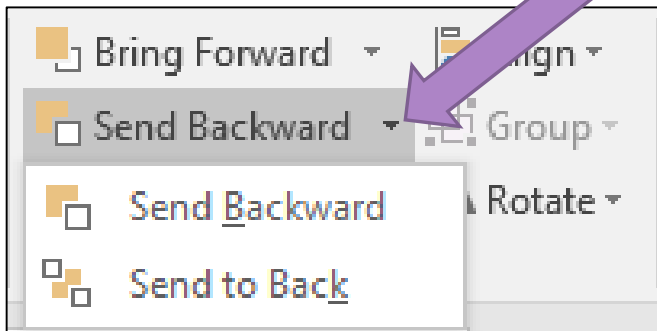 Bring Forward
Send Backward
Group
Send Backward
Rotate
Send to Back